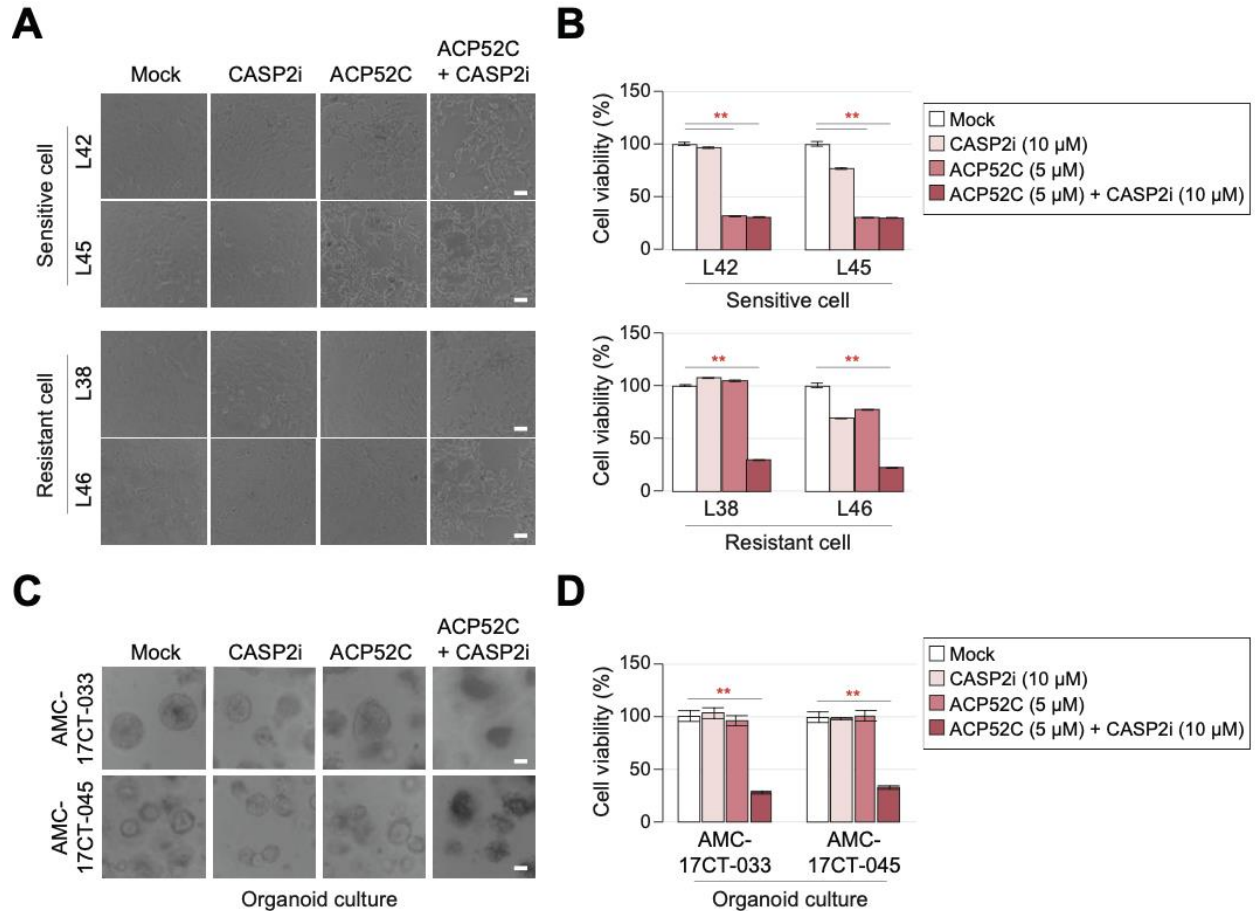 A
Mock
CASP2i
ACP52C
ACP52C
+ CASP2i
Sensitive cell
L42
L45
Resistant cell
L38
L46
B
Cell viability (%)
150
100
50
0
**
**
L42
L45
Sensitive cell
Mock
CASP2i (10 µM)
ACP52C (5 µM)
ACP52C (5 µM) + CASP2i (10 µM)
Cell viability (%)
150
100
50
0
**
**
L38
L46
Resistant cell
C
Mock
CASP2i
ACP52C
ACP52C
+ CASP2i
AMC-
17CT-033
AMC-
17CT-045
Organoid culture
D
Cell viability (%)
150
100
50
0
**
**
AMC-
17CT-033
AMC-
17CT-045
Organoid culture
Mock
CASP2i (10 µM)
ACP52C (5 µM)
ACP52C (5 µM) + CASP2i (10 µM)